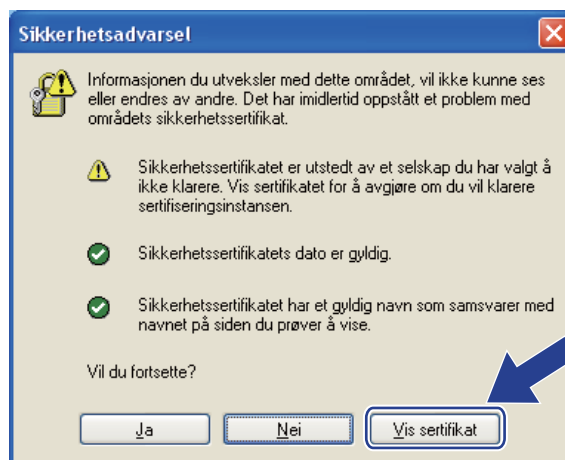 Sikkerhetsadvarsel
Informasjonen du utveksler med dette området, vil ikke kunne ses
eller endres av andre. Det har imidlertid oppstått et problem med
områdets sikkerhetssertifikat.
Sikkerhetssertifikatet er utstedt av et selskap du har valgt å
ikke klarere. Vis sertifikatet for å avgjøre om du vil klarere
sertifiseringsinstansen.
Sikkerhetssertifikatets dato er gyldig.
Sikkerhetssertifikatet har et gyldig navn som samsvarer med
navnet på siden du prøver å vise.
Vil du fortsette?
Ja Nei Vis sertifikat